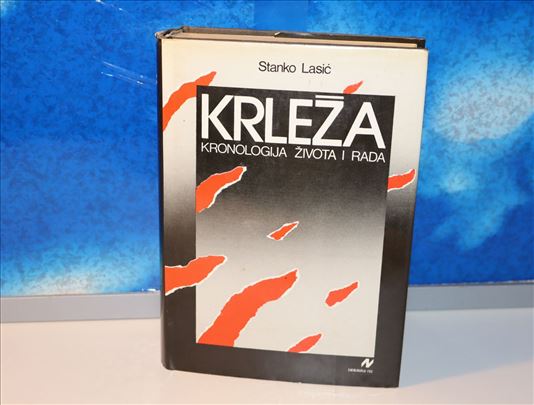 Stanko Lasić
KRLEŽA
KRONOLOGIJA ŽIVOTA I RADA